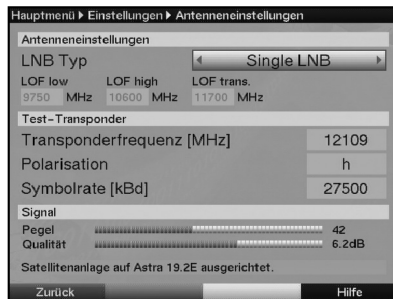 Hauptmenü ▸ Einstellungen ▸ Antenneneinstellungen
Antenneneinstellungen
LNB Typ Single LNB
LOF low LOF high LOF trans.
9750 MHz 10600 MHz 11700 MHz
Test-Transponder
Transponderfrequenz [MHz] 12109
Polarisation h
Symbolrate [kBd] 27500
Signal
Pegel 42
Qualität 6.2dB
Satellitenanlage auf Astra 19.2E ausgerichtet.
Zurück Hilfe